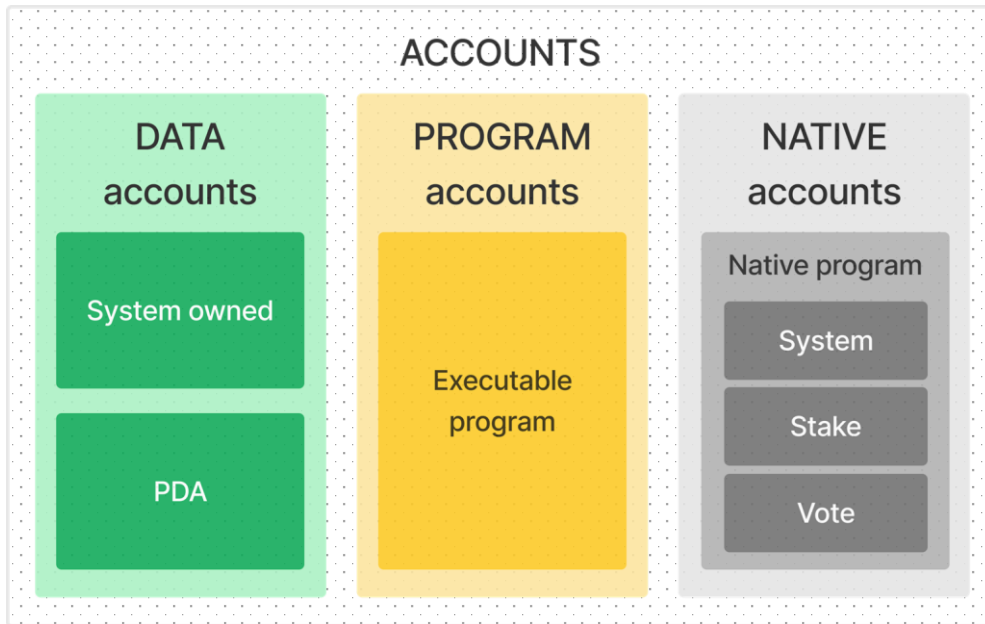 ACCOUNTS
DATA
accounts
System owned
PDA
PROGRAM
accounts
Executable
program
NATIVE
accounts
Native program
System
Stake
Vote